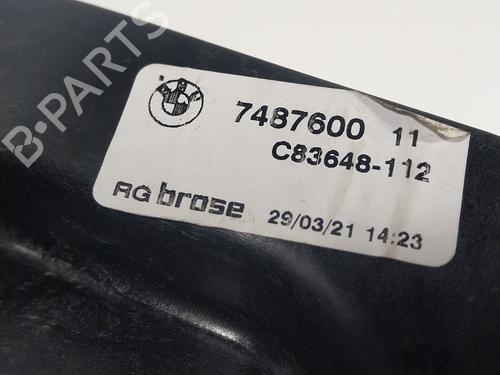 B-PARTS
7487600 11
C83648-112
AG brose
29/03/21 14:23